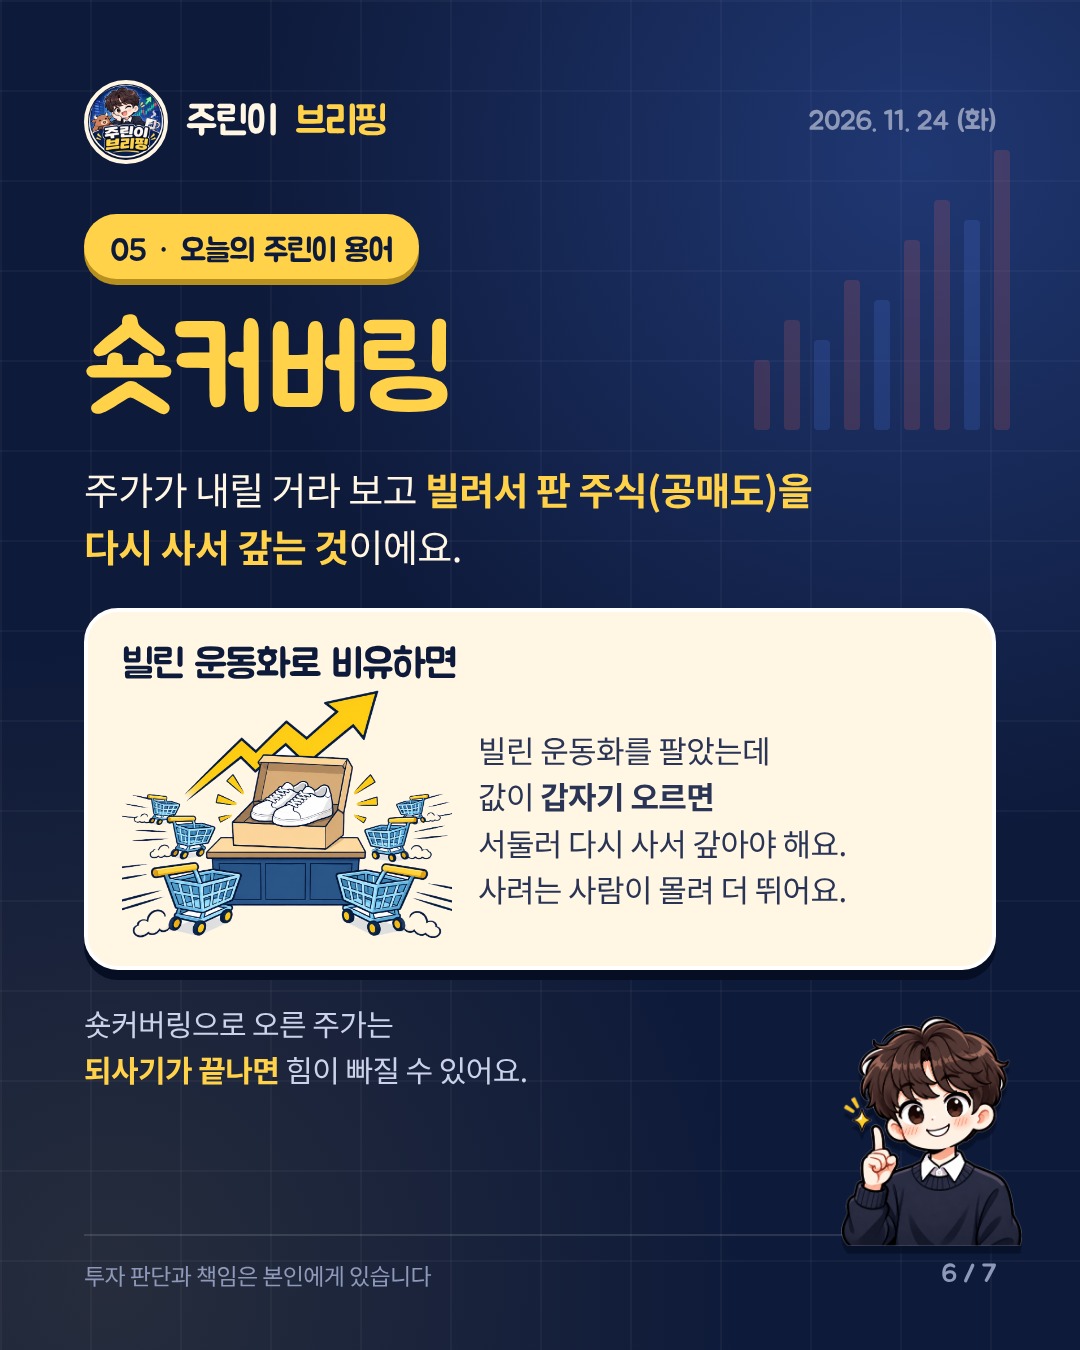 주린이 브리핑
주린이 브리핑
2026. 11. 24 (화)
05 · 오늘의 주린이 용어
숏커버링
주가가 내릴 거라 보고 빌려서 판 주식(공매도)을
다시 사서 갚는 것이에요.
빌린 운동화로 비유하면
빌린 운동화를 팔았는데
값이 갑자기 오르면
서둘러 다시 사서 갚아야 해요.
사려는 사람이 몰려 더 뛰어요.
숏커버링으로 오른 주가는
되사기가 끝나면 힘이 빠질 수 있어요.
투자 판단과 책임은 본인에게 있습니다
6 / 7